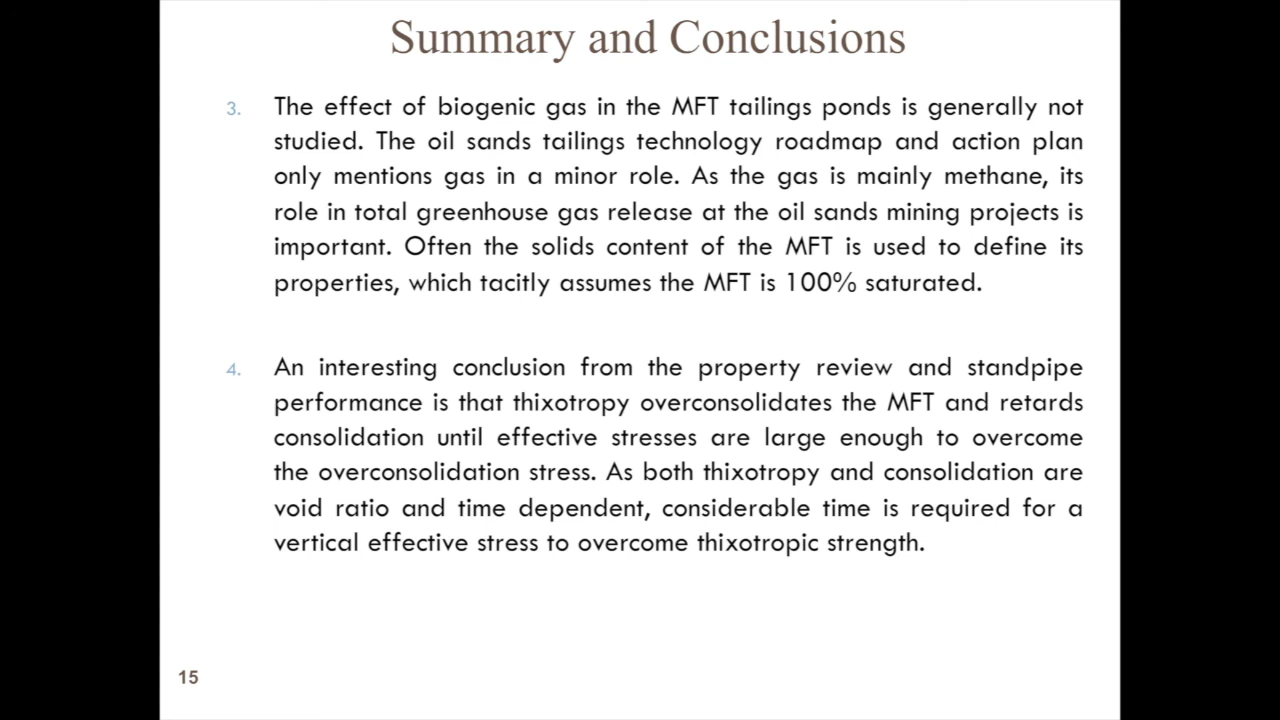 Summary and Conclusions
3. The effect of biogenic gas in the MFT tailings ponds is generally not
studied. The oil sands tailings technology roadmap and action plan
only mentions gas in a minor role. As the gas is mainly methane, its
role in total greenhouse gas release at the oil sands mining projects is
important. Often the solids content of the MFT is used to define its
properties, which tacitly assumes the MFT is 100% saturated.
4. An interesting conclusion from the property review and standpipe
performance is that thixotropy overconsolidates the MFT and retards
consolidation until effective stresses are large enough to overcome
the overconsolidation stress. As both thixotropy and consolidation are
void ratio and time dependent, considerable time is required for a
vertical effective stress to overcome thixotropic strength.
15